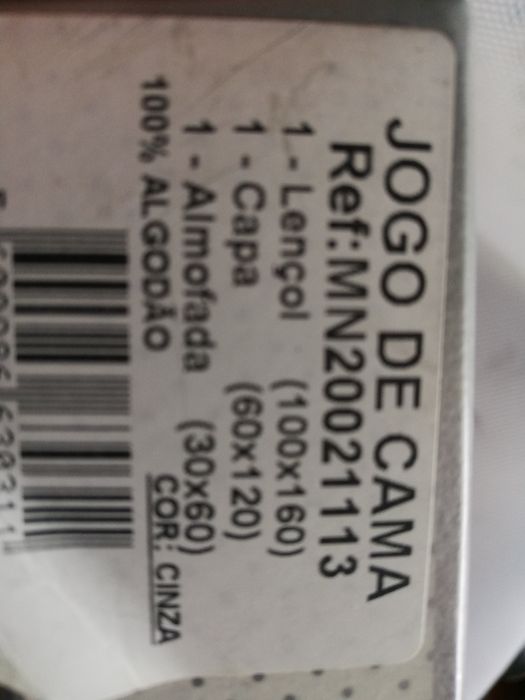 JOGO DE CAMA
Ref:MN20021113
1 - Lençol (100x160)
1 - Capa (60x120)
1 - Almofada (30x60)
100% ALGODÃO COR: CINZA